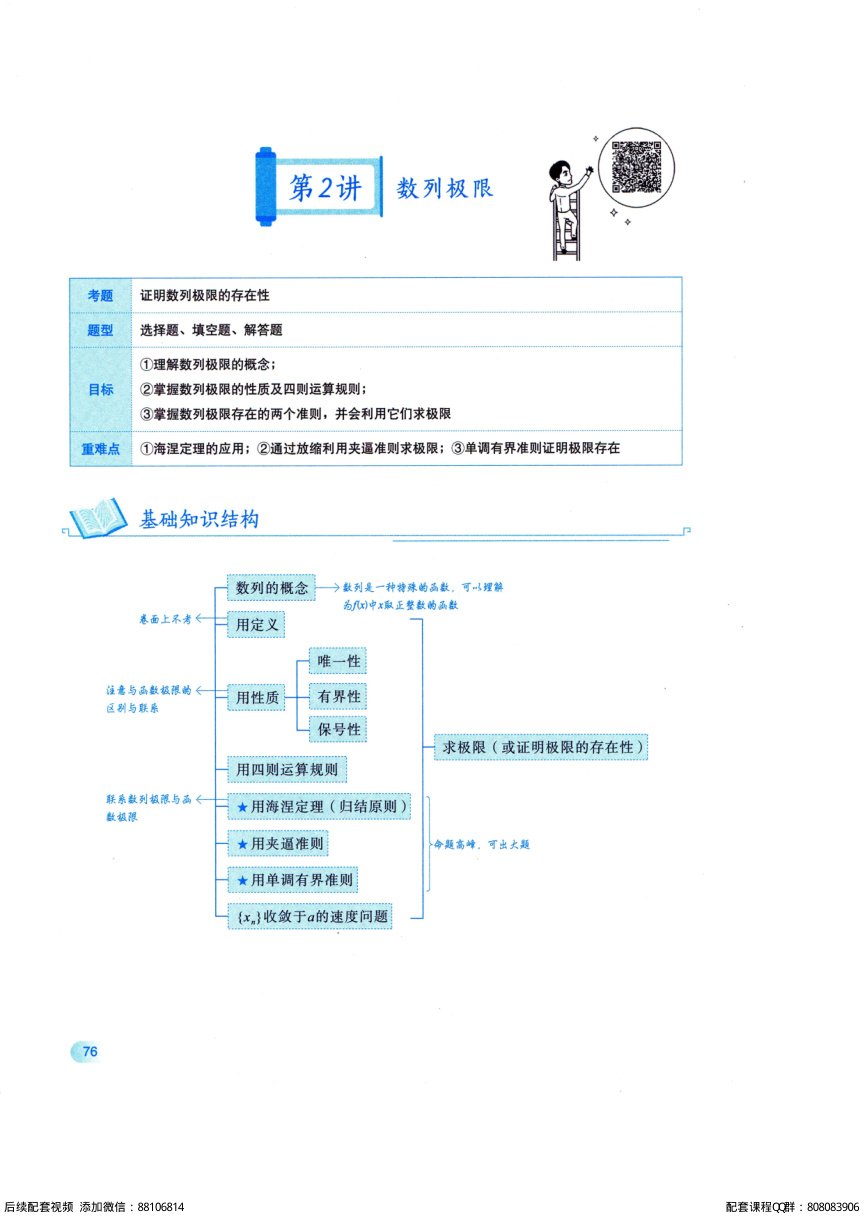 第2讲 数列极限
考题 证明数列极限的存在性
题型 选择题、填空题、解答题
目标 ①理解数列极限的概念；
②掌握数列极限的性质及四则运算规则；
③掌握数列极限存在的两个准则，并会利用它们求极限
重难点 ①海涅定理的应用；②通过放缩利用夹逼准则求极限；③单调有界准则证明极限存在
基础知识结构
数列的概念
数列是一种特殊的函数，可以理解
为f(x)中x取正整数的函数
卷面上不考
用定义
注意与函数极限的
区别与联系
用性质
唯一性
有界性
保号性
用四则运算规则
联系数列极限与函
数极限
★用海涅定理（归结原则）
★用夹逼准则
★用单调有界准则
{xₙ}收敛于a的速度问题
求极限（或证明极限的存在性）
命题高峰，可出大题
76
后续配套视频 添加微信：88106814
配套课程QQ群：808083906